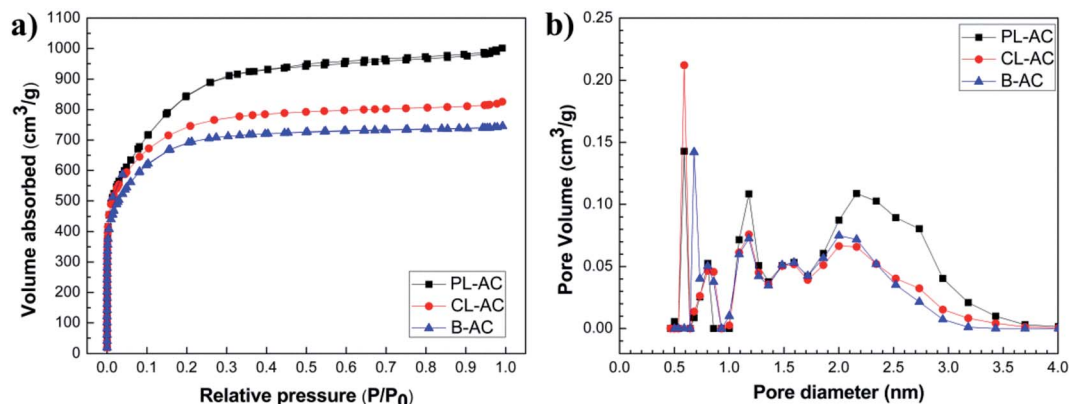 a)
1100
1000
900
800
700
600
500
400
300
200
100
0
Volume absorbed (cm³/g)
PL-AC
CL-AC
B-AC
0.0 0.1 0.2 0.3 0.4 0.5 0.6 0.7 0.8 0.9 1.0
Relative pressure (P/P₀)
b)
0.25
0.20
0.15
0.10
0.05
0.00
Pore Volume (cm³/g)
PL-AC
CL-AC
B-AC
0.0 0.5 1.0 1.5 2.0 2.5 3.0 3.5 4.0
Pore diameter (nm)